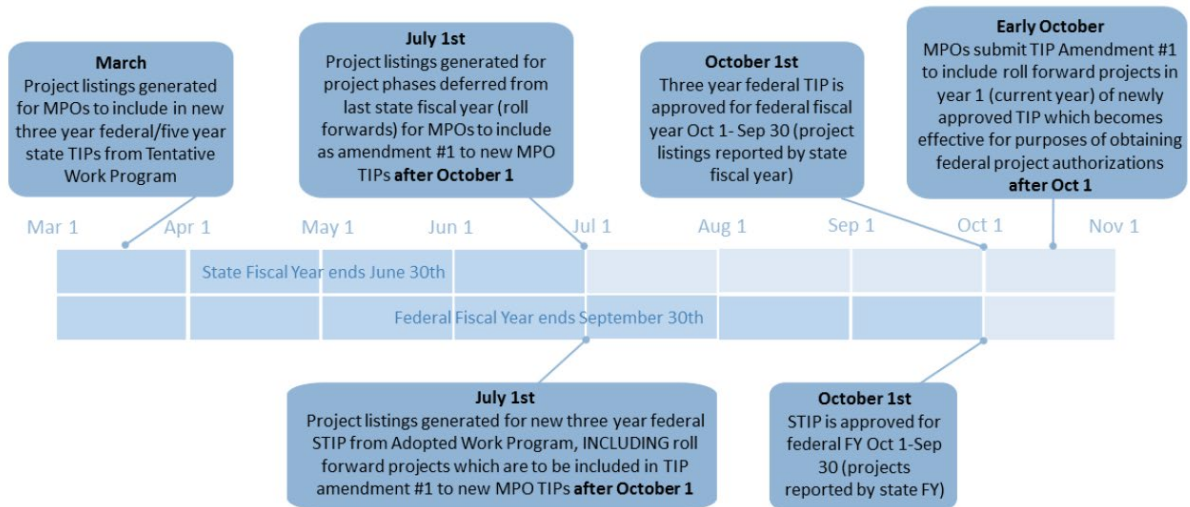 March
Project listings generated
for MPOs to include in new
three year federal/five year
state TIPs from Tentative
Work Program
July 1st
Project listings generated for
project phases deferred from
last state fiscal year (roll
forwards) for MPOs to include
as amendment #1 to new MPO
TIPs after October 1
October 1st
Three year federal TIP is
approved for federal fiscal
year Oct 1- Sep 30 (project
listings reported by state
fiscal year)
Early October
MPOs submit TIP Amendment #1
to include roll forward projects in
year 1 (current year) of newly
approved TIP which becomes
effective for purposes of obtaining
federal project authorizations
after Oct 1
Mar 1
Apr 1
May 1
Jun 1
Jul 1
Aug 1
Sep 1
Oct 1
Nov 1
State Fiscal Year ends June 30th
Federal Fiscal Year ends September 30th
July 1st
Project listings generated for new three year federal
STIP from Adopted Work Program, INCLUDING roll
forward projects which are to be included in TIP
amendment #1 to new MPO TIPs after October 1
October 1st
STIP is approved for
federal FY Oct 1-Sep
30 (projects
reported by state FY)